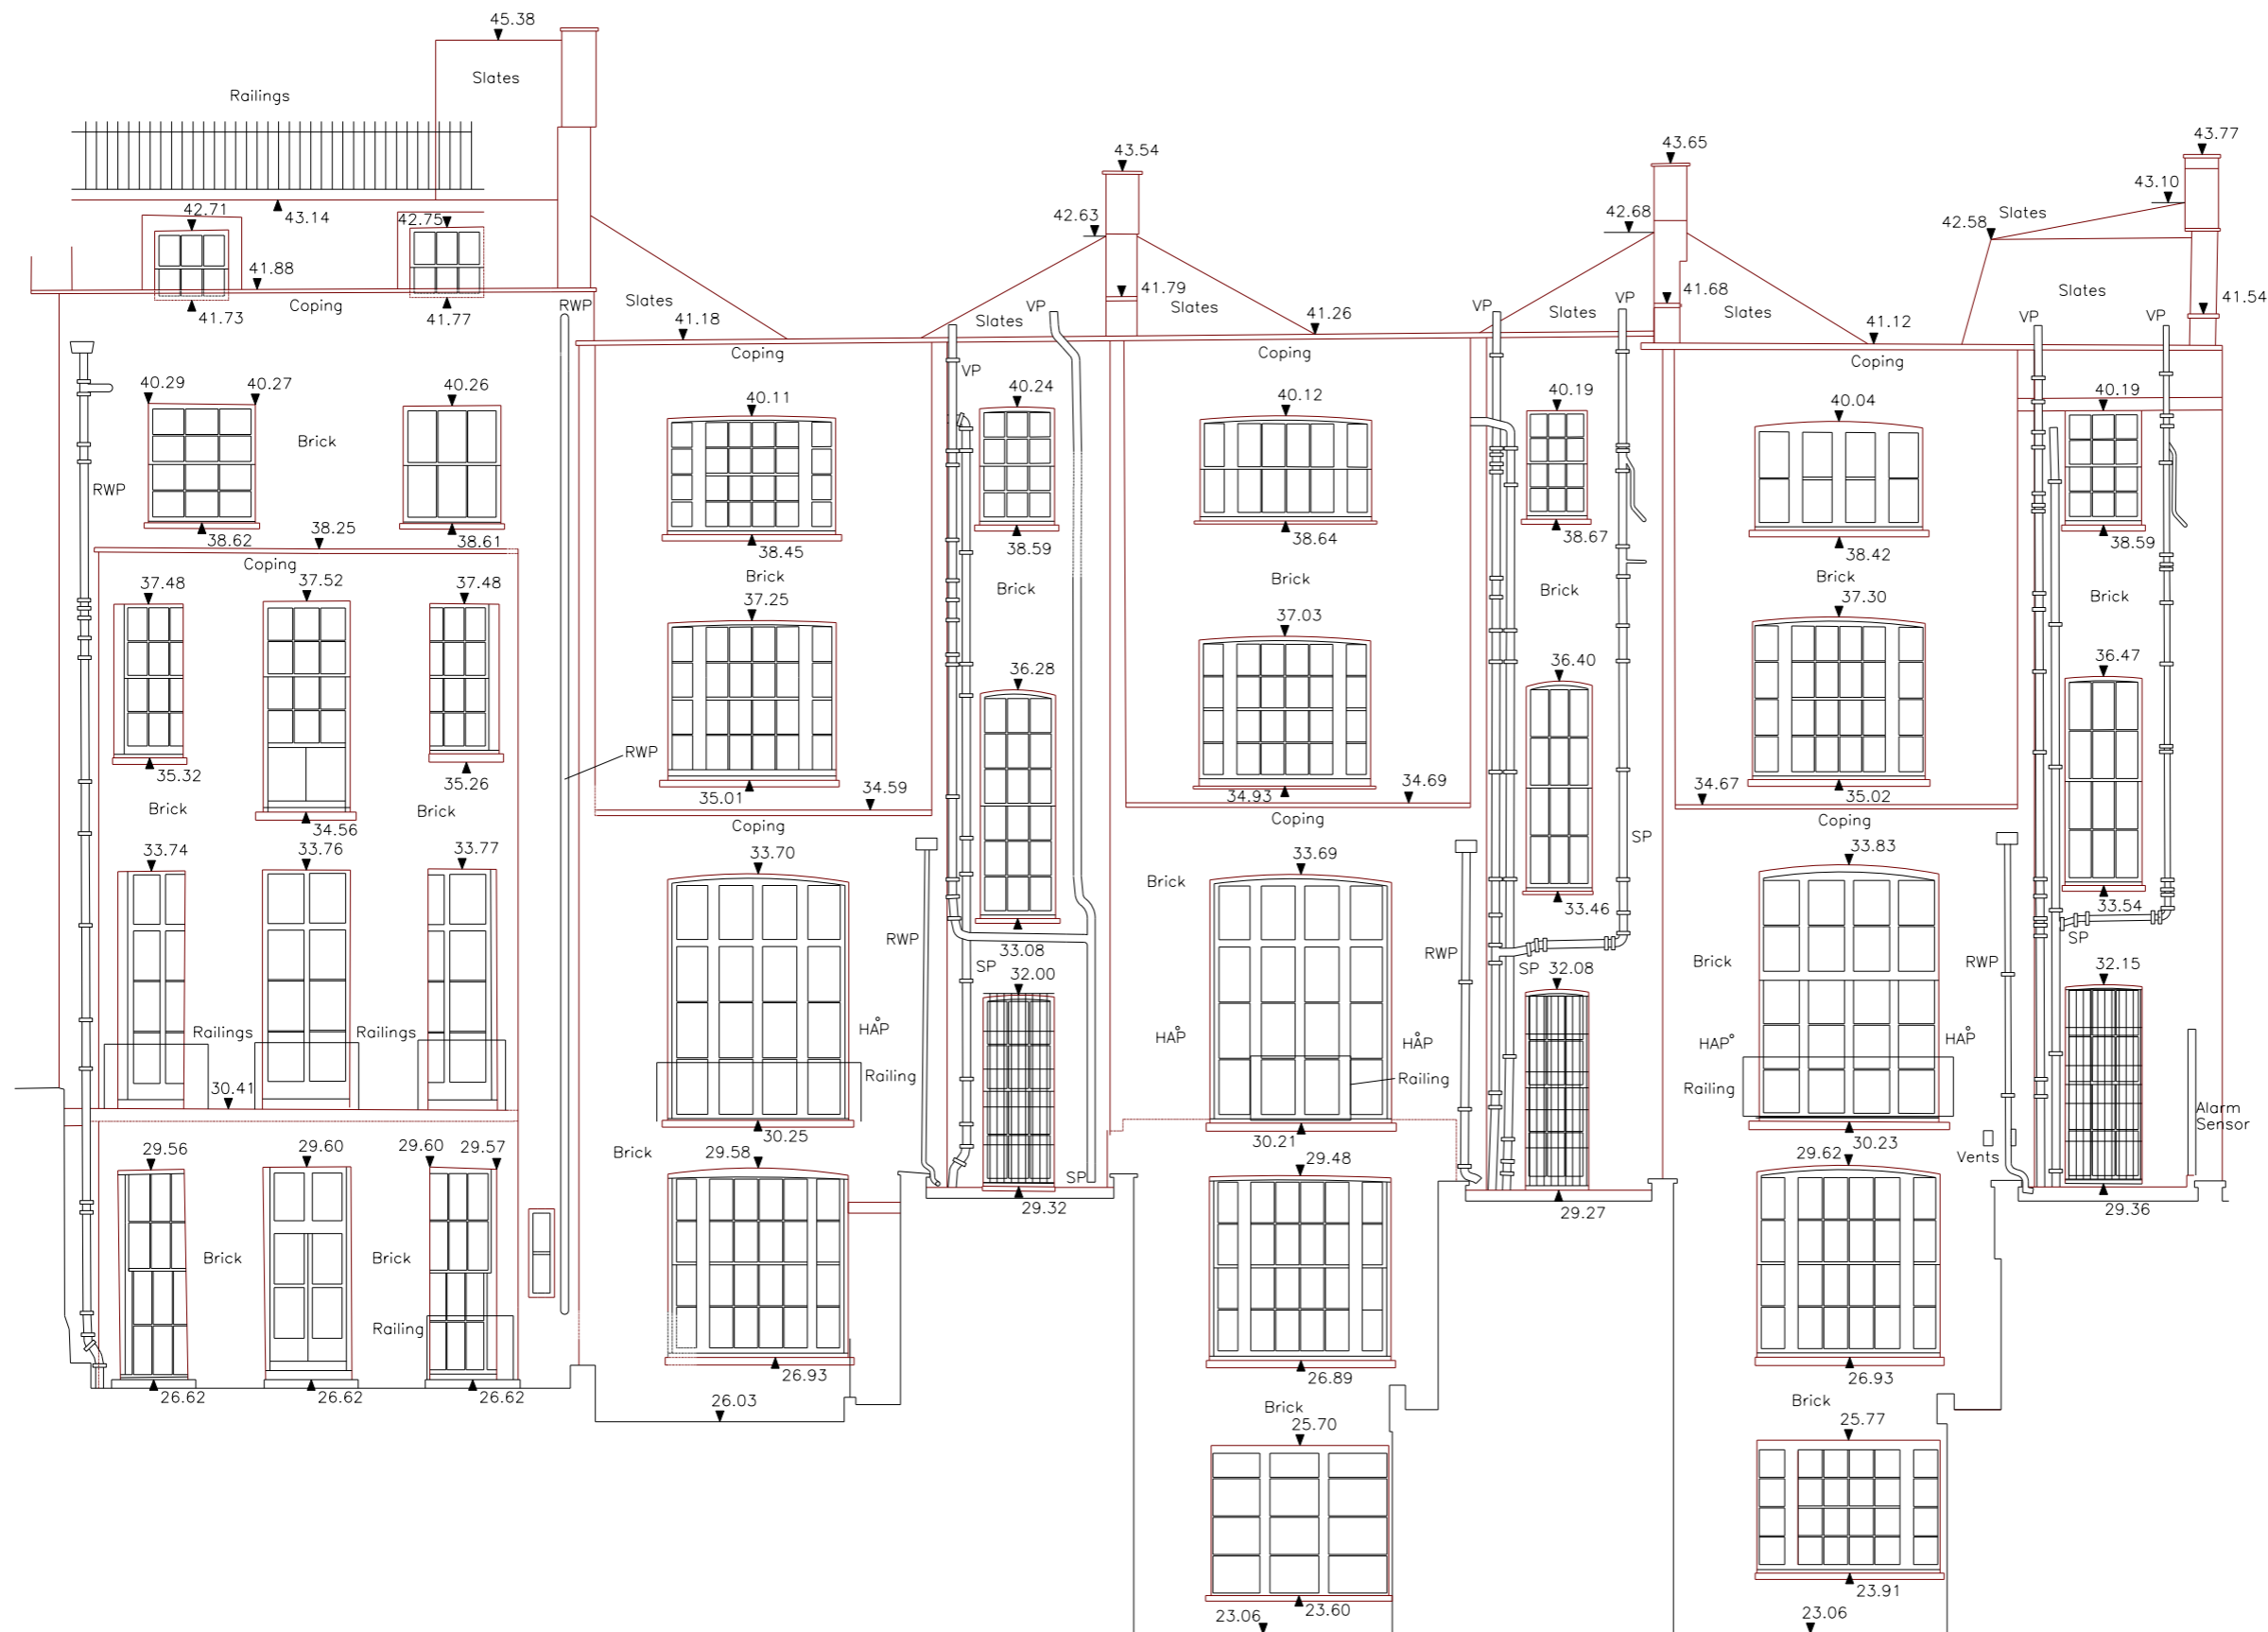 45.38
Slates
Railings
43.54
43.65
43.77
43.10
42.71
43.14
42.75
42.63
42.68
42.58
Slates
41.88
Coping
41.73
41.77
RWP
Slates
41.18
VP
41.79
Slates
Slates
41.26
VP
Slates
VP
41.68
Slates
41.12
Slates
41.54
VP
VP
Coping
VP
Coping
Coping
40.29
40.27
40.26
40.11
40.24
40.12
40.19
40.04
40.19
Brick
RWP
38.62
38.25
38.61
38.45
38.59
38.64
38.67
38.42
38.59
Coping
37.48
37.52
37.48
Brick
37.25
Brick
Brick
37.03
Brick
Brick
37.30
Brick
36.28
36.40
36.47
35.32
35.26
RWP
35.01
34.59
34.93
34.69
34.67
35.02
Brick
34.56
Brick
Coping
Coping
Coping
SP
33.74
33.76
33.77
33.70
33.69
33.83
Brick
33.46
33.54
RWP
33.08
SP
32.00
RWP
SP
32.08
Brick
SP
RWP
32.15
Railings
Railings
HAP
HAP
HAP
HAP
HAP
30.41
Railing
Railing
Railing
Alarm
Sensor
30.25
30.21
30.23
Vents
29.56
29.60
29.60
29.57
Brick
29.58
SP
29.32
29.48
29.27
29.62
29.36
Brick
Brick
Railing
26.62
26.62
26.62
26.93
26.89
26.93
26.03
Brick
25.70
Brick
25.77
23.60
23.91
23.06
23.06